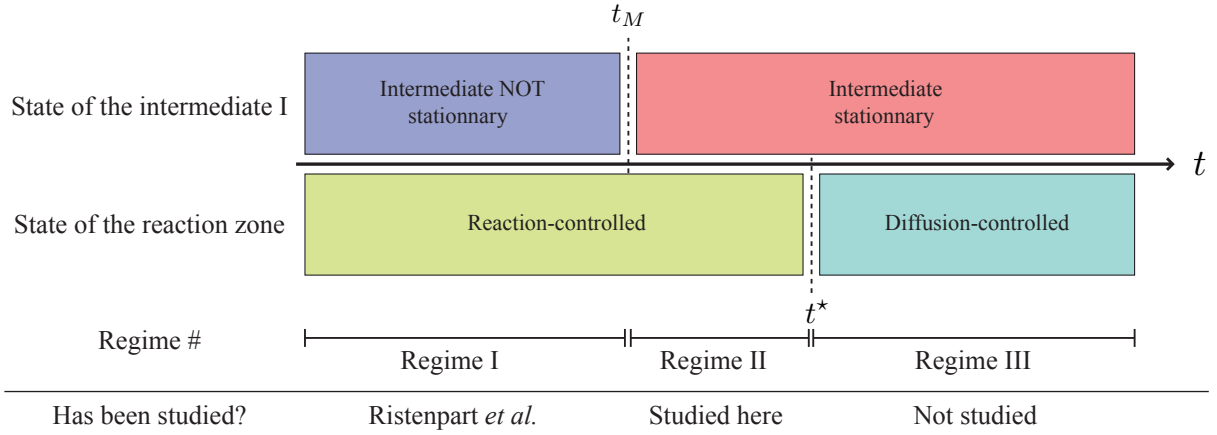 t_M
State of the intermediate I
Intermediate NOT
stationnary
Intermediate
stationnary
t
State of the reaction zone
Reaction-controlled
Diffusion-controlled
t⋆
Regime #
Regime I
Regime II
Regime III
Has been studied?
Ristenpart et al.
Studied here
Not studied